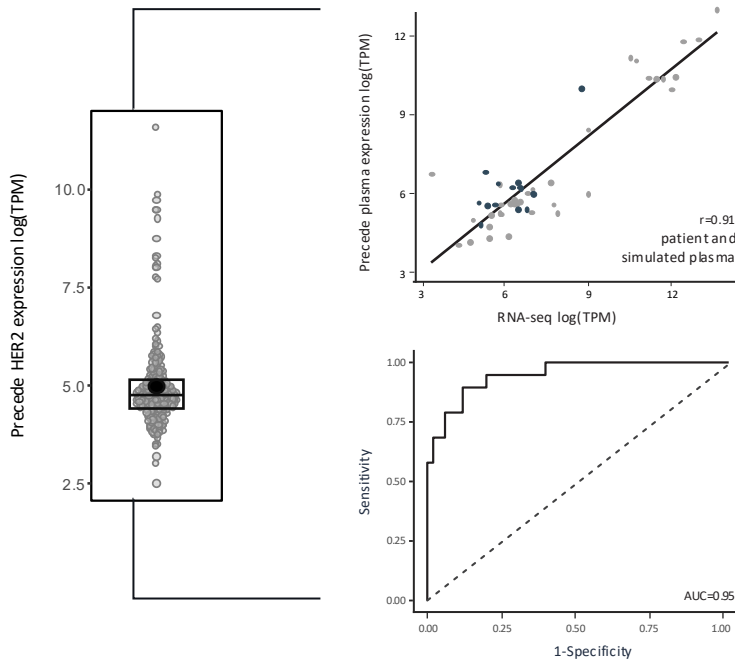 Precede HER2 expression log(TPM)
10.0
7.5
5.0
2.5
Precede plasma expression log(TPM)
12
9
6
3
3
6
9
12
r=0.91
patient and
simulated plasma
RNA-seq log(TPM)
Sensitivity
1.00
0.75
0.50
0.25
0.00
0.00
0.25
0.50
0.75
1.00
AUC=0.95
1-Specificity